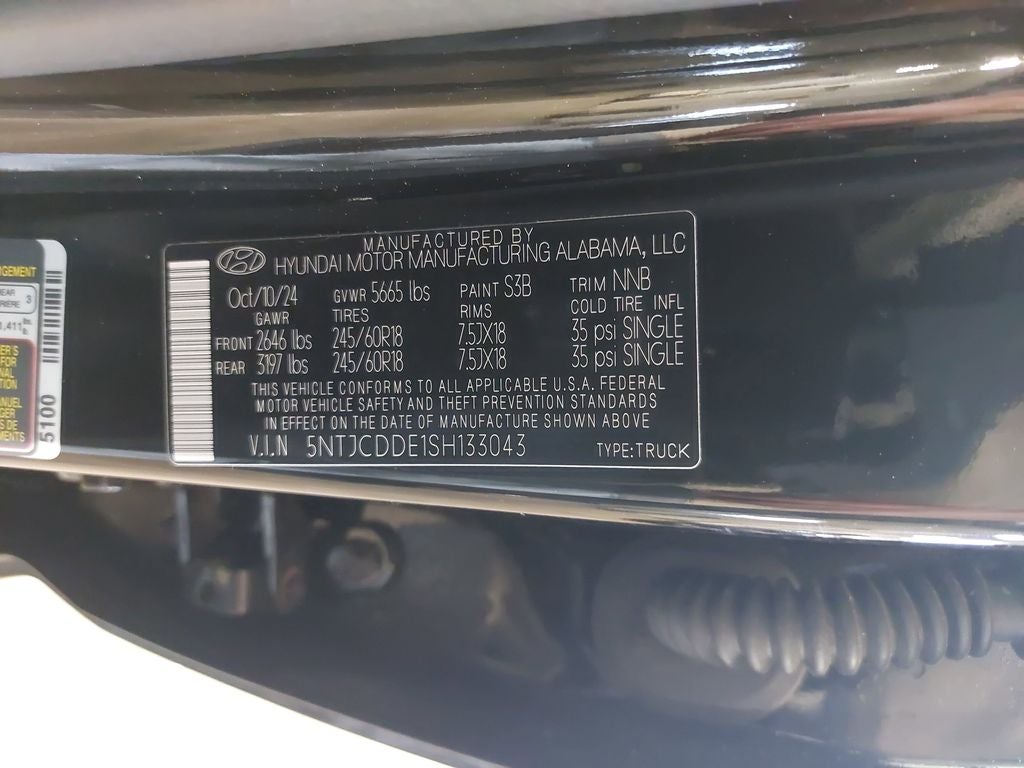 MANUFACTURED BY
HYUNDAI MOTOR MANUFACTURING ALABAMA, LLC
Oct/10/24 GVWR 5665 lbs PAINT S3B TRIM NNB
GAWR TIRES RIMS COLD TIRE INFL
FRONT 2646 lbs 245/60R18 7.5JX18 35 psi SINGLE
REAR 3197 lbs 245/60R18 7.5JX18 35 psi SINGLE
THIS VEHICLE CONFORMS TO ALL APPLICABLE U.S.A. FEDERAL
MOTOR VEHICLE SAFETY AND THEFT PREVENTION STANDARDS
IN EFFECT ON THE DATE OF MANUFACTURE SHOWN ABOVE
V.I.N 5NTJCDDE1SH133043 TYPE:TRUCK
3
5100